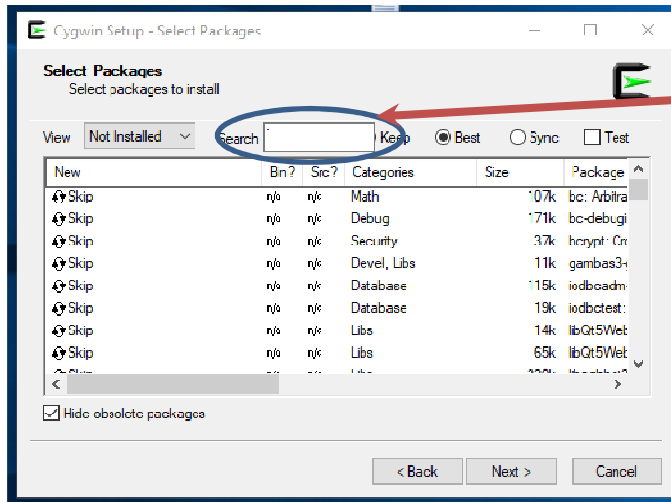 Cygwin Setup - Select Packages
Select Packages
Select packages to install
View Not Installed Search Keep Best Sync Test
New Bin? Src? Categories Size Package
Skip n/a n/a Math 107k bc: Arbitra
Skip n/a n/a Debug 171k bc-debugi
Skip n/a n/a Security 37k bcrypt: Cr
Skip n/a n/a Devel, Libs 11k gambas3-
Skip n/a n/a Database 115k iodbcadm-
Skip n/a n/a Database 19k iodbctest:
Skip n/a n/a Libs 14k libQt5Web
Skip n/a n/a Libs 65k libQt5Web
Hide obsolete packages
< Back Next > Cancel